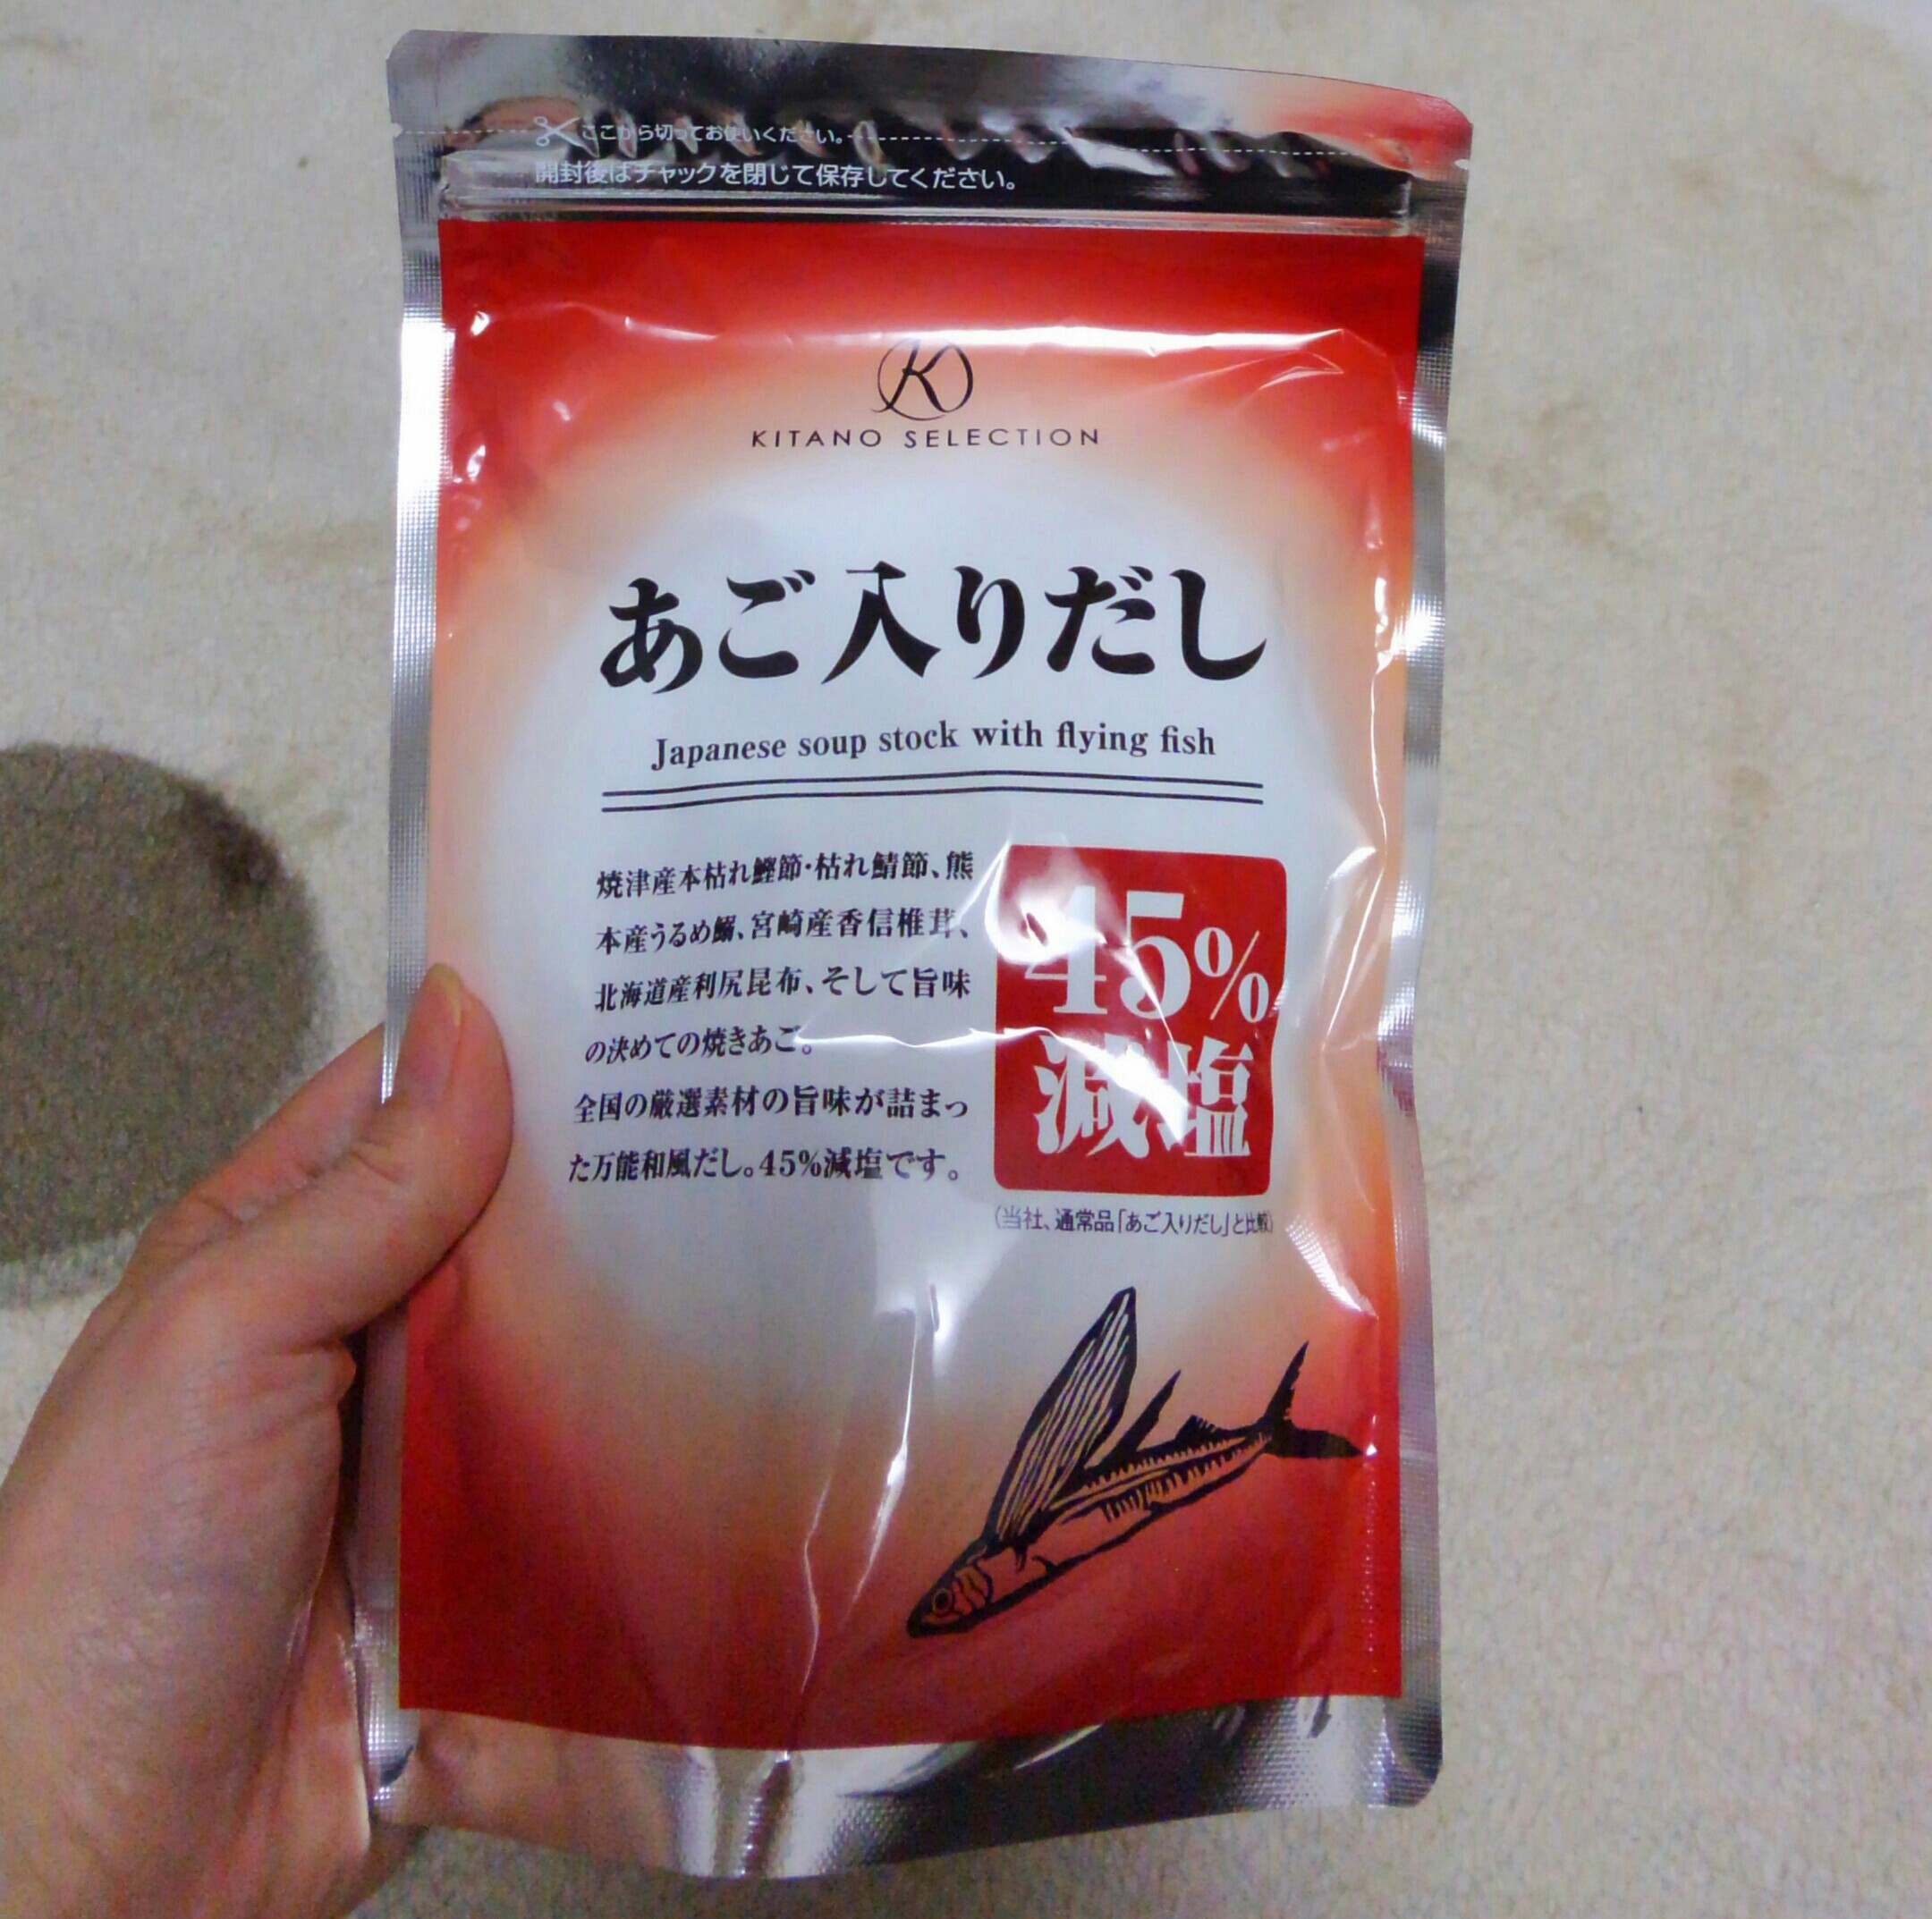 ここから切ってお使いください。
開封後はチャックを閉じて保存してください。
KITANO SELECTION
あご入りだし
Japanese soup stock with flying fish
焼津産本枯れ鰹節・枯れ鯖節、熊
本産うるめ鰯、宮崎産香信椎茸、
北海道産利尻昆布、そして旨味
の決めての焼きあご。
全国の厳選素材の旨味が詰まっ
た万能和風だし。45%減塩です。
45%
減塩
(当社、通常品「あご入りだし」と比較)